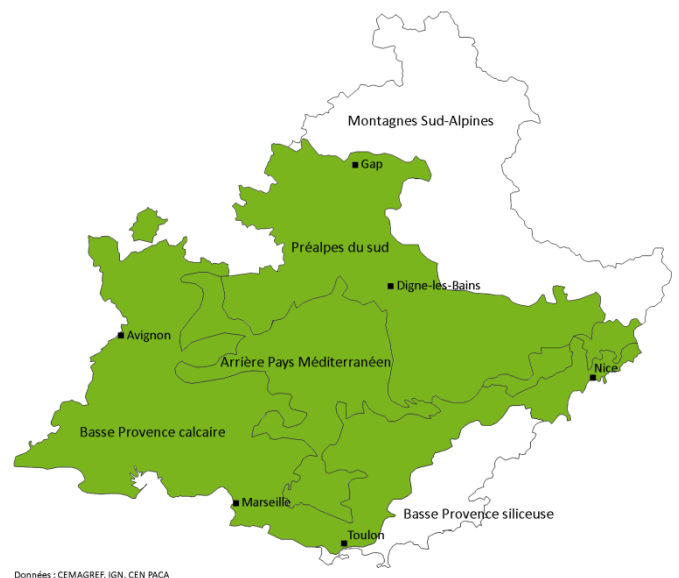 Montagnes Sud-Alpines
Gap
Préalpes du sud
Digne-les-Bains
Avignon
Arrière Pays Méditerranéen
Nice
Basse Provence calcaire
Marseille
Basse Provence siliceuse
Toulon
Données : CEMAGREF, IGN, CEN PACA